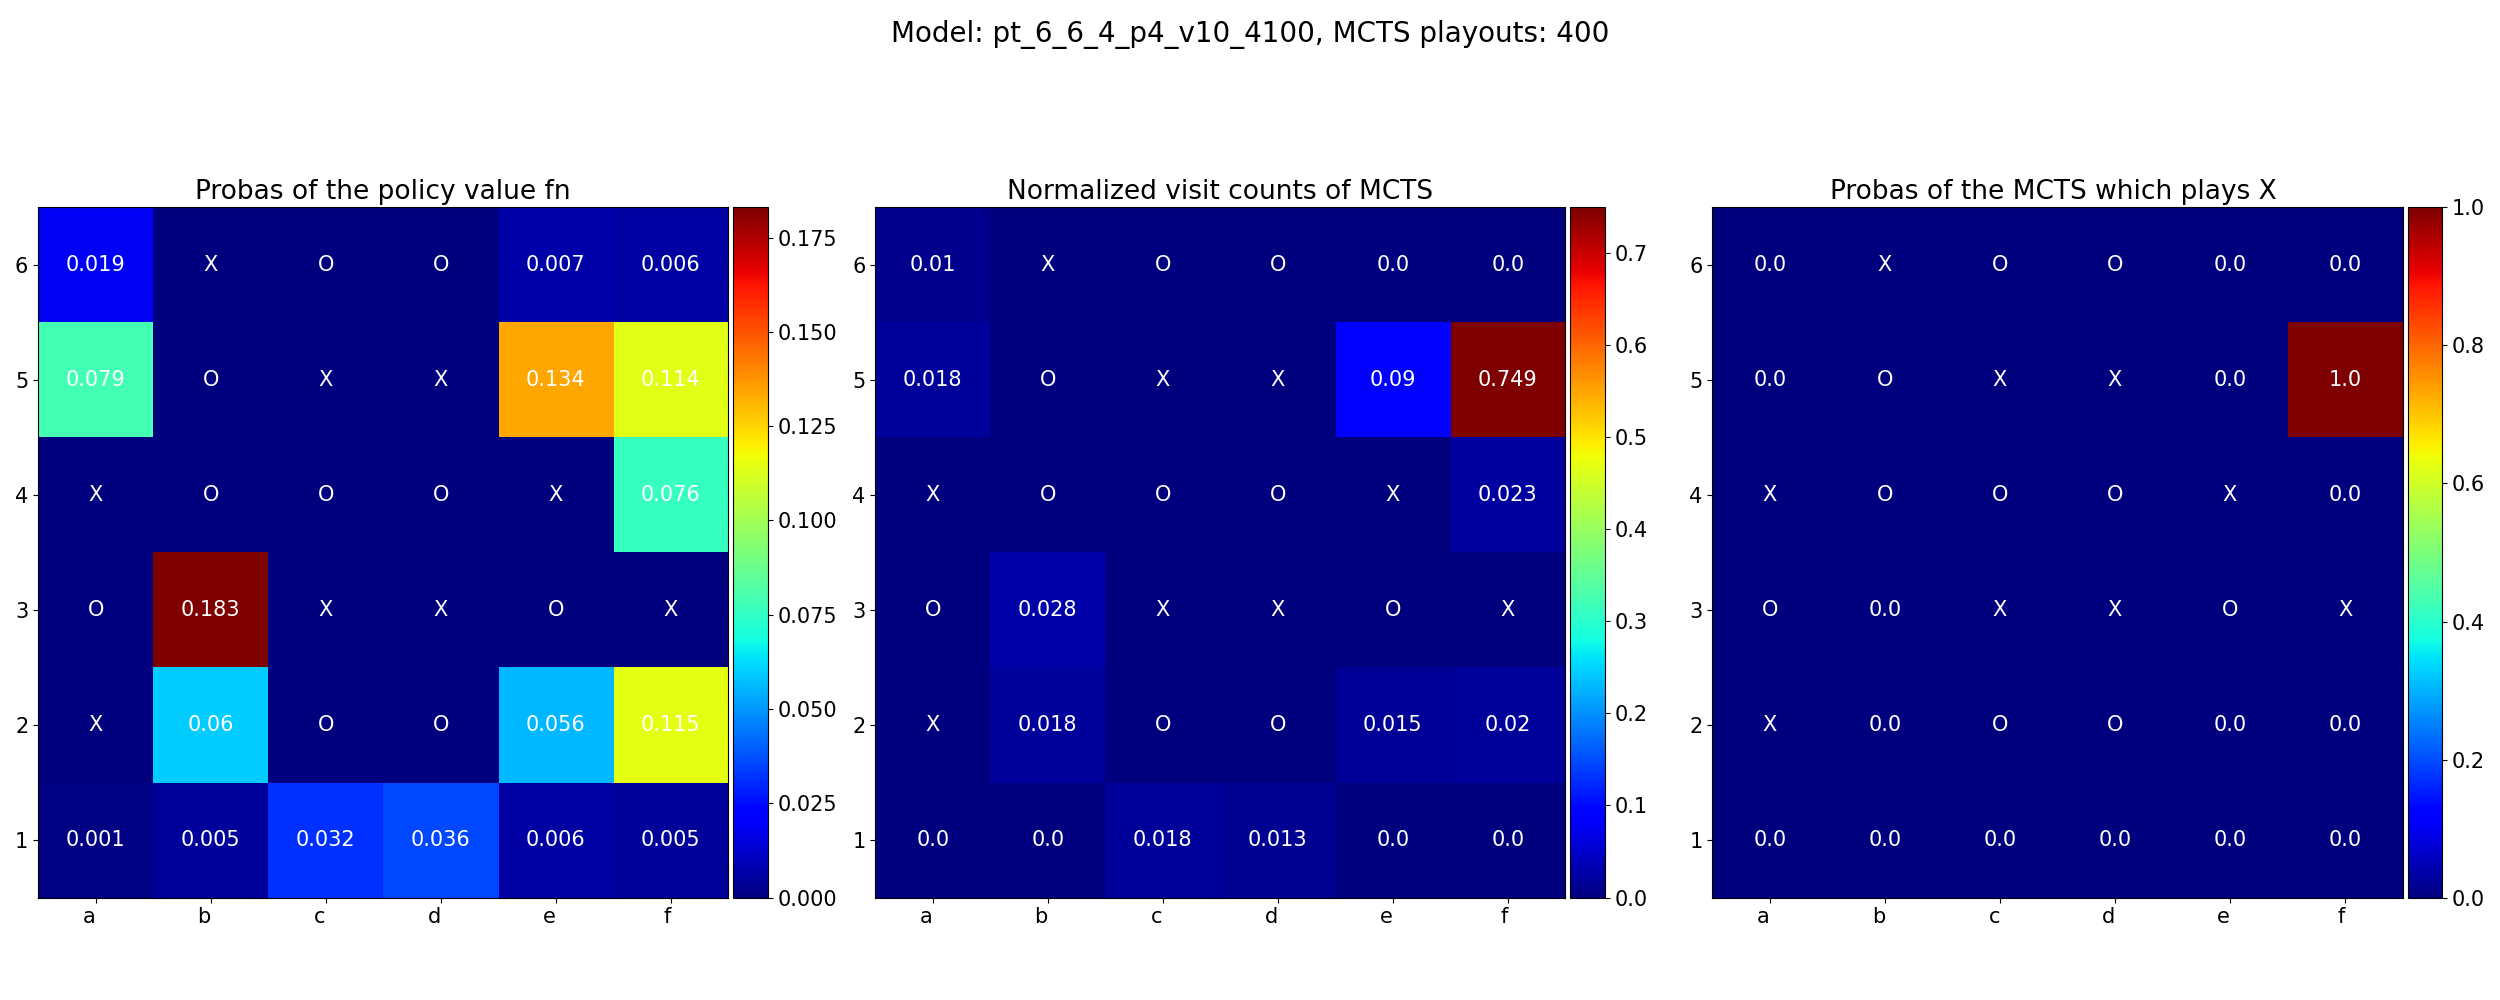 Model: pt_6_6_4_p4_v10_4100, MCTS playouts: 400
Probas of the policy value fn
6 0.019 X O O 0.007 0.006
5 0.079 O X X 0.134 0.114
4 X O O O X 0.076
3 O 0.183 X X O X
2 X 0.06 O O 0.056 0.115
1 0.001 0.005 0.032 0.036 0.006 0.005
a b c d e f
0.175
0.150
0.125
0.100
0.075
0.050
0.025
0.000
Normalized visit counts of MCTS
6 0.01 X O O 0.0 0.0
5 0.018 O X X 0.09 0.749
4 X O O O X 0.023
3 O 0.028 X X O X
2 X 0.018 O O 0.015 0.02
1 0.0 0.0 0.018 0.013 0.0 0.0
a b c d e f
0.7
0.6
0.5
0.4
0.3
0.2
0.1
0.0
Probas of the MCTS which plays X
6 0.0 X O O 0.0 0.0
5 0.0 O X X 0.0 1.0
4 X O O O X 0.0
3 O 0.0 X X O X
2 X 0.0 O O 0.0 0.0
1 0.0 0.0 0.0 0.0 0.0 0.0
a b c d e f
1.0
0.8
0.6
0.4
0.2
0.0